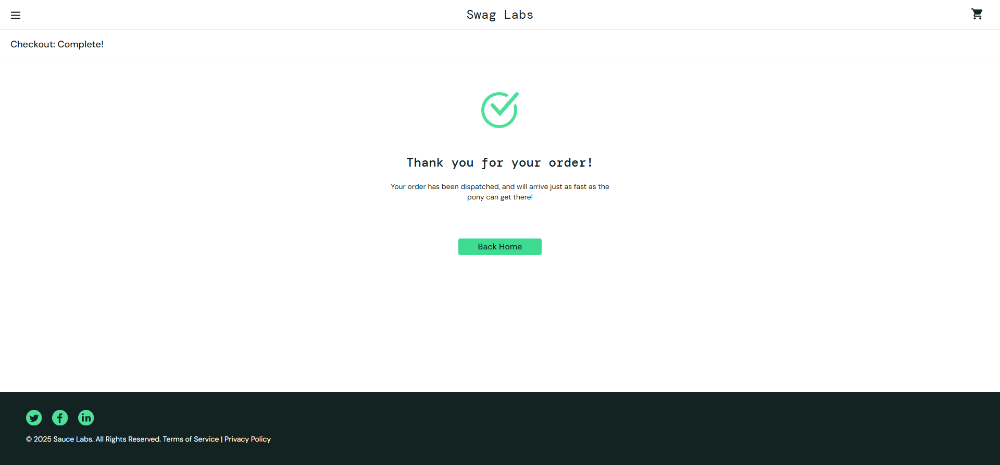 Swag Labs
Checkout: Complete!
Thank you for your order!
Your order has been dispatched, and will arrive just as fast as the
pony can get there!
Back Home
© 2025 Sauce Labs. All Rights Reserved. Terms of Service | Privacy Policy